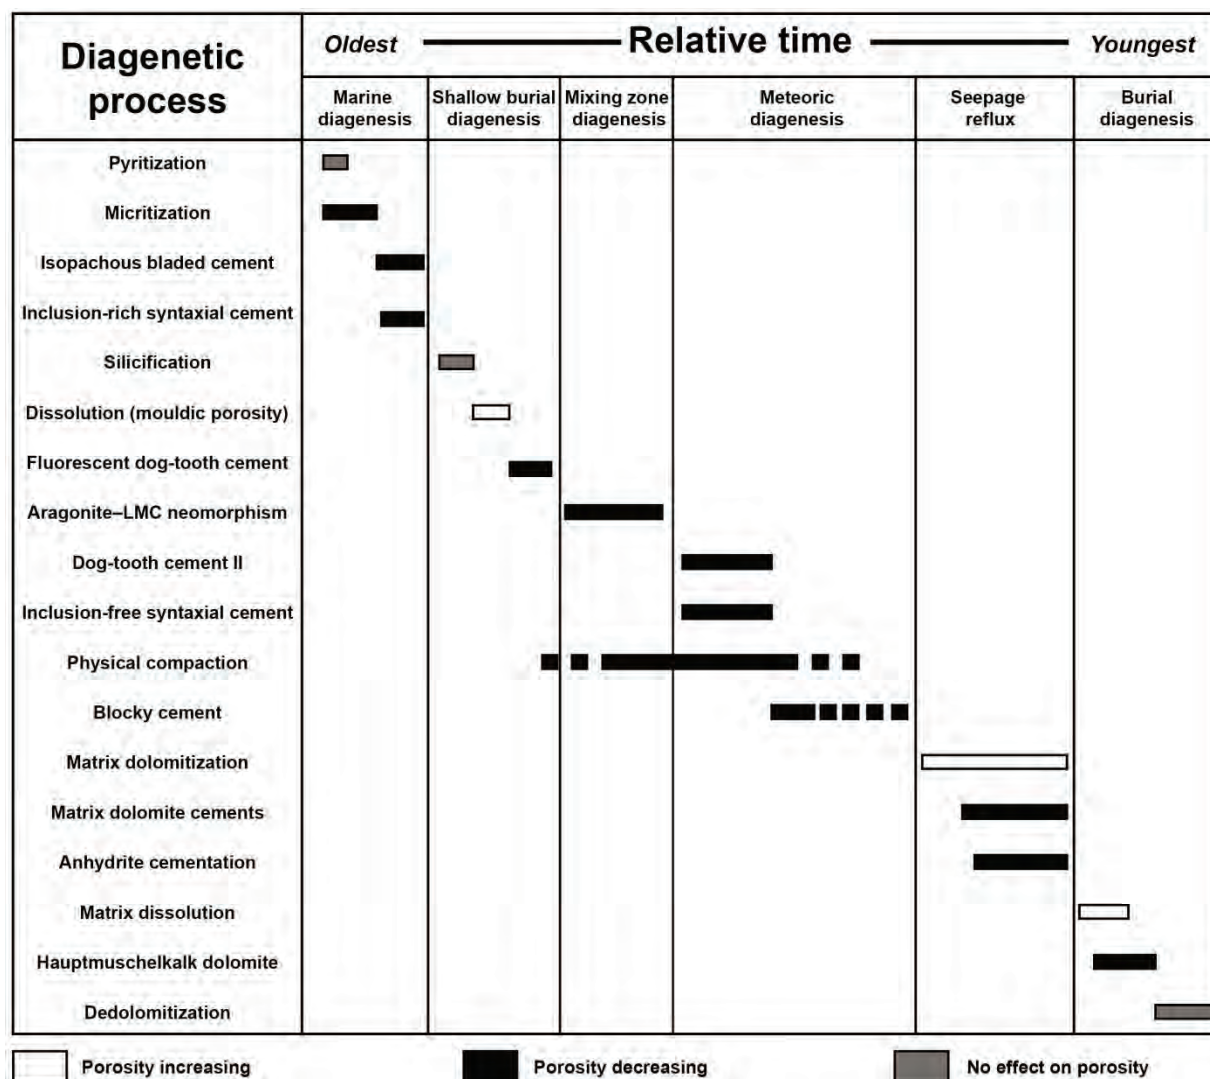 Diagenetic
process
Oldest Relative time Youngest
Marine
diagenesis
Shallow burial
diagenesis
Mixing zone
diagenesis
Meteoric
diagenesis
Seepage
reflux
Burial
diagenesis
Pyritization
Micritization
Isopachous bladed cement
Inclusion-rich syntaxial cement
Silicification
Dissolution (mouldic porosity)
Fluorescent dog-tooth cement
Aragonite–LMC neomorphism
Dog-tooth cement II
Inclusion-free syntaxial cement
Physical compaction
Blocky cement
Matrix dolomitization
Matrix dolomite cements
Anhydrite cementation
Matrix dissolution
Hauptmuschelkalk dolomite
Dedolomitization
Porosity increasing
Porosity decreasing
No effect on porosity